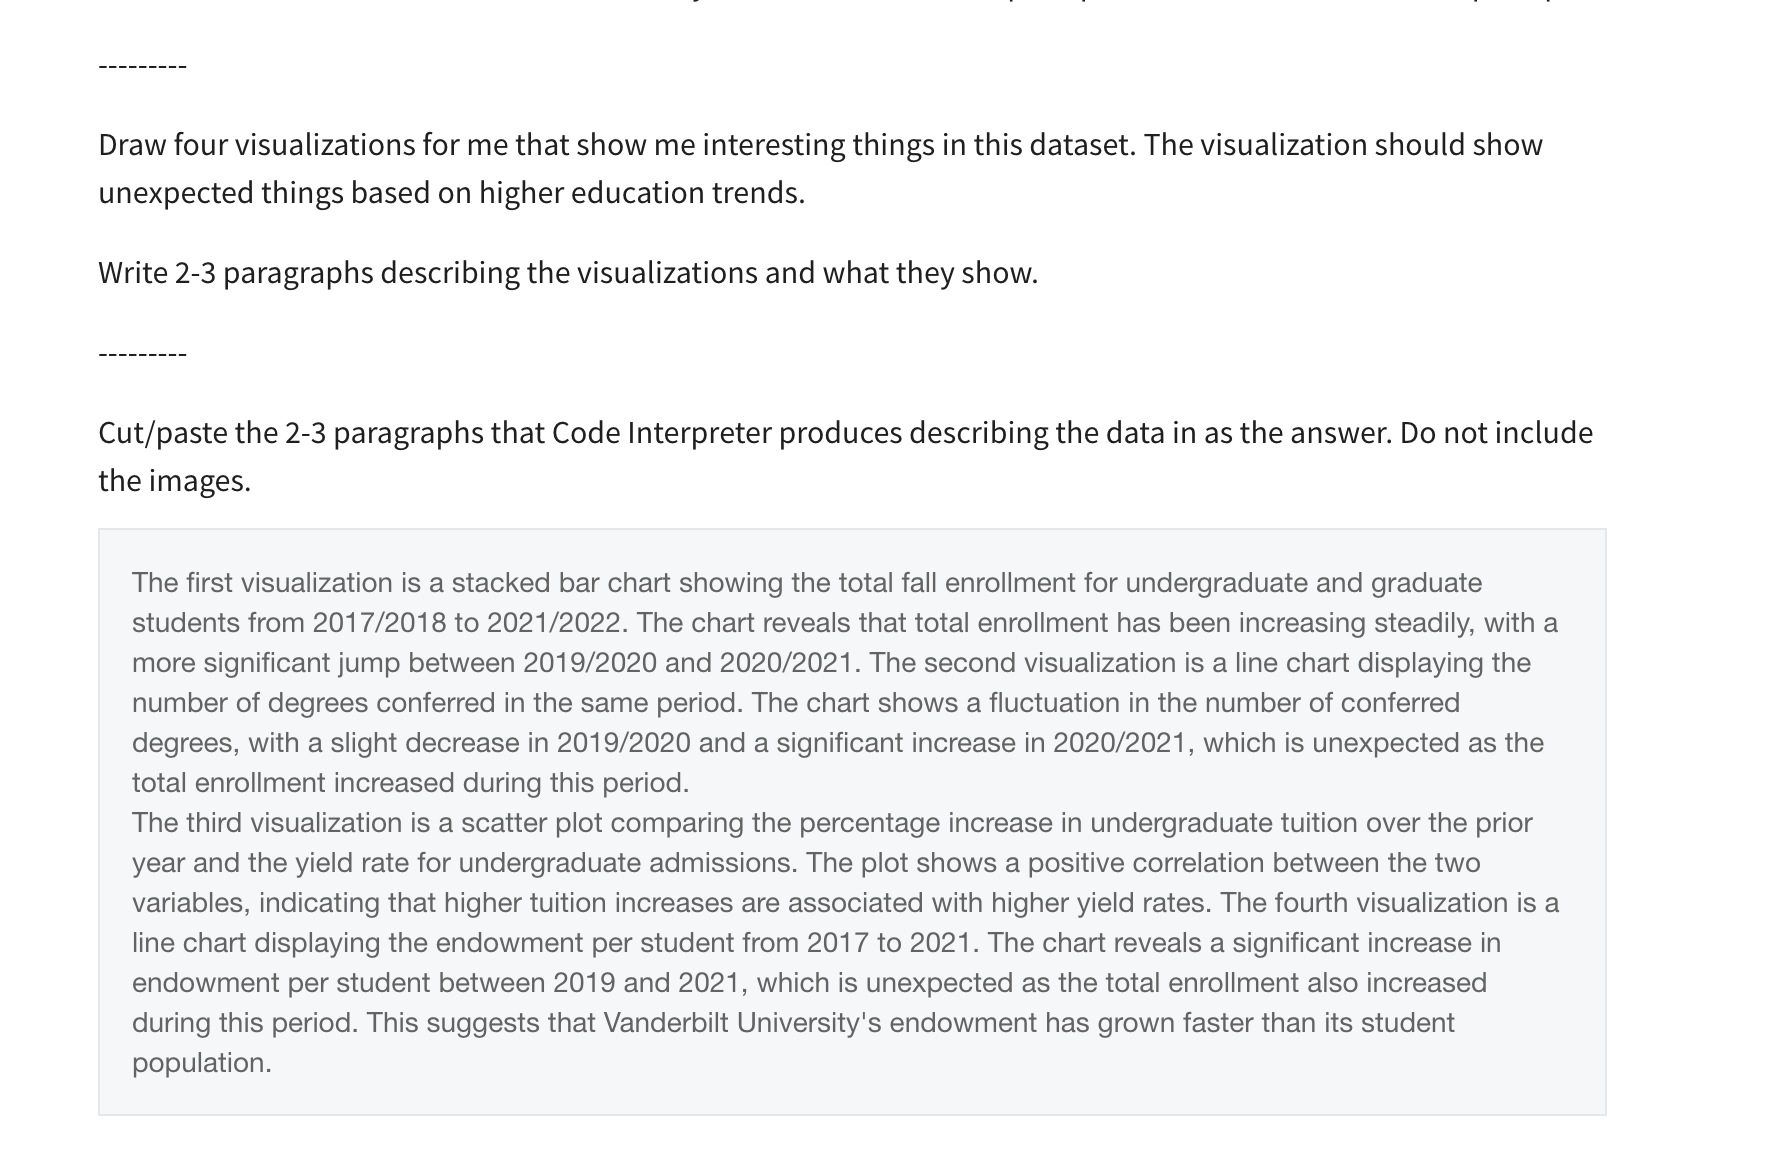 ---------
Draw four visualizations for me that show me interesting things in this dataset. The visualization should show
unexpected things based on higher education trends.
Write 2-3 paragraphs describing the visualizations and what they show.
---------
Cut/paste the 2-3 paragraphs that Code Interpreter produces describing the data in as the answer. Do not include
the images.
The first visualization is a stacked bar chart showing the total fall enrollment for undergraduate and graduate
students from 2017/2018 to 2021/2022. The chart reveals that total enrollment has been increasing steadily, with a
more significant jump between 2019/2020 and 2020/2021. The second visualization is a line chart displaying the
number of degrees conferred in the same period. The chart shows a fluctuation in the number of conferred
degrees, with a slight decrease in 2019/2020 and a significant increase in 2020/2021, which is unexpected as the
total enrollment increased during this period.
The third visualization is a scatter plot comparing the percentage increase in undergraduate tuition over the prior
year and the yield rate for undergraduate admissions. The plot shows a positive correlation between the two
variables, indicating that higher tuition increases are associated with higher yield rates. The fourth visualization is a
line chart displaying the endowment per student from 2017 to 2021. The chart reveals a significant increase in
endowment per student between 2019 and 2021, which is unexpected as the total enrollment also increased
during this period. This suggests that Vanderbilt University's endowment has grown faster than its student
population.